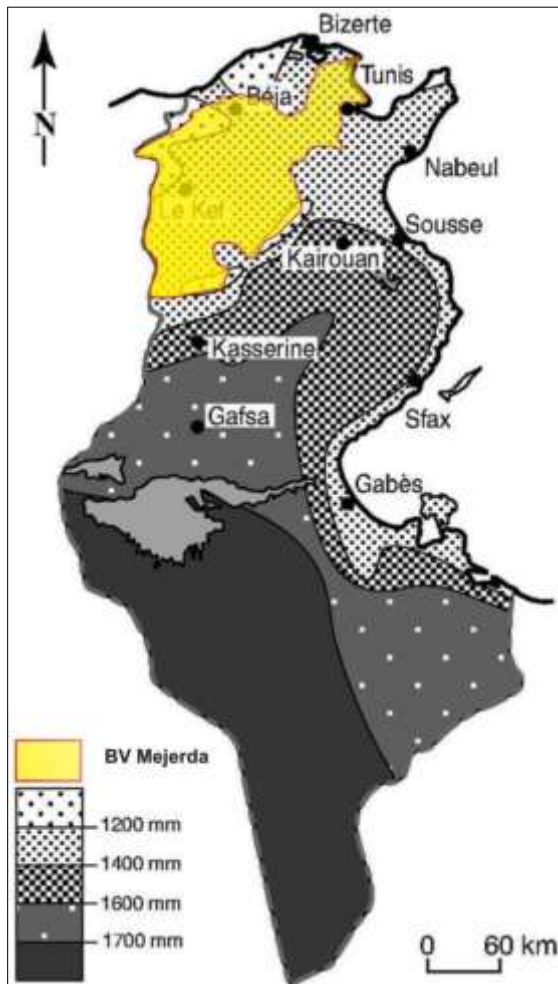 Bizerte
Tunis
Béja
N
Nabeul
Le Kef
Sousse
Kairouan
Kasserine
Sfax
Gafsa
Gabès
BV Mejerda
1200 mm
1400 mm
1600 mm
1700 mm
0 60 km